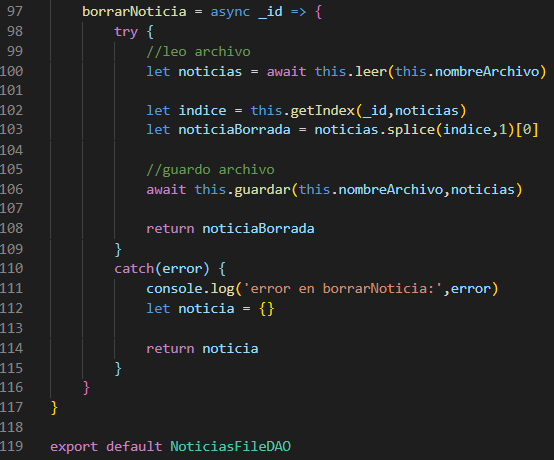 97 borrarNoticia = async _id => {
98 try {
99 //leo archivo
100 let noticias = await this.leer(this.nombreArchivo)
101
102 let indice = this.getIndex(_id,noticias)
103 let noticiaBorrada = noticias.splice(indice,1)[0]
104
105 //guardo archivo
106 await this.guardar(this.nombreArchivo,noticias)
107
108 return noticiaBorrada
109 }
110 catch(error) {
111 console.log('error en borrarNoticia:',error)
112 let noticia = {}
113
114 return noticia
115 }
116 }
117 }
118
119 export default NoticiasFileDAO